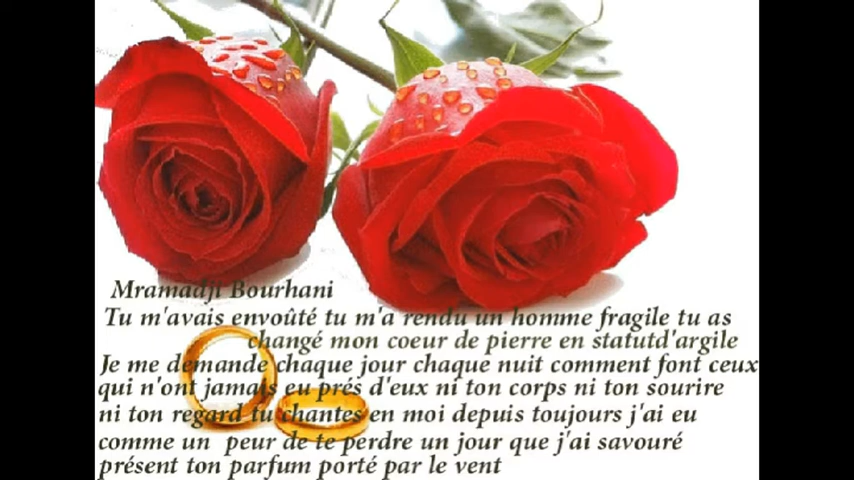 Mramadji Bourhani
Tu m'avais envoûté tu m'a rendu un homme fragile tu as
changé mon coeur de pierre en statutd'argile
Je me demande chaque jour chaque nuit comment font ceux
qui n'ont jamais eu prés d'eux ni ton corps ni ton sourire
ni ton regard tu chantes en moi depuis toujours j'ai eu
comme un peur de te perdre un jour que j'ai savouré
présent ton parfum porté par le vent